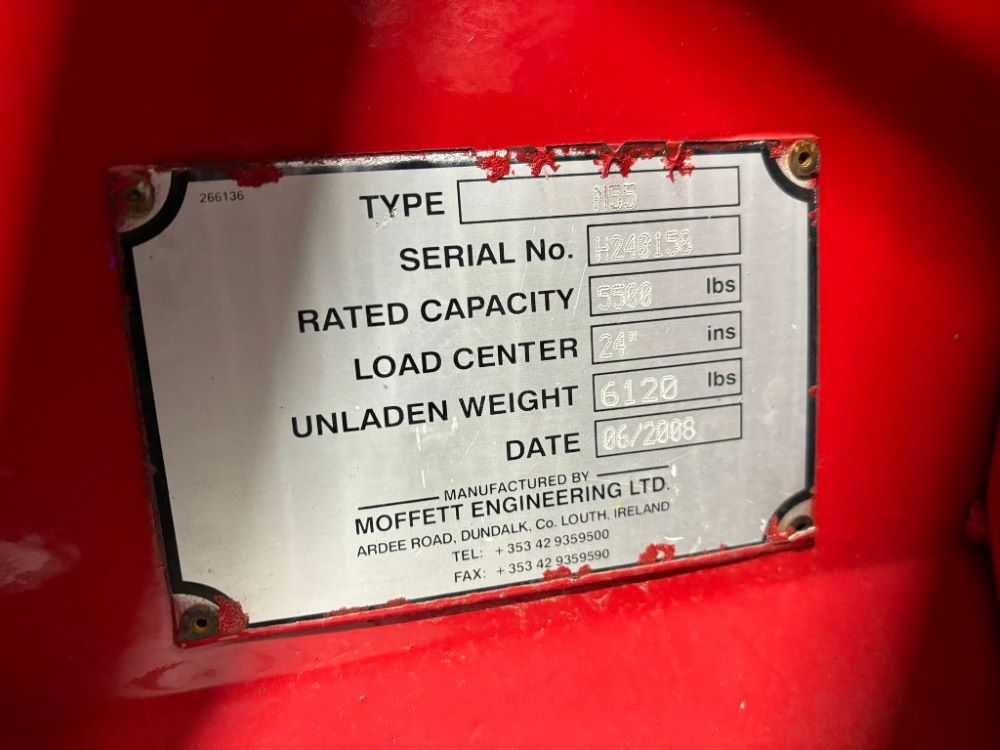 266136
TYPE M55
SERIAL No. H240158
RATED CAPACITY 5500 lbs
LOAD CENTER 24" ins
UNLADEN WEIGHT 6120 lbs
DATE 06/2008
MANUFACTURED BY
MOFFETT ENGINEERING LTD.
ARDEE ROAD, DUNDALK, Co. LOUTH, IRELAND
TEL: + 353 42 9359500
FAX: + 353 42 9359590